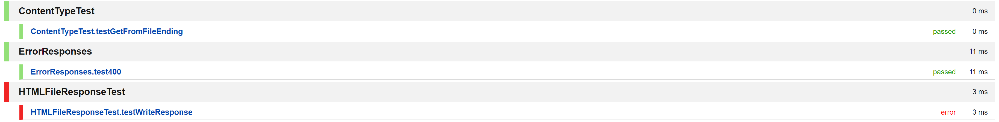 ContentTypeTest 0 ms
ContentTypeTest.testGetFromFileEnding passed 0 ms
ErrorResponses 11 ms
ErrorResponses.test400 passed 11 ms
HTMLFileResponseTest 3 ms
HTMLFileResponseTest.testWriteResponse error 3 ms